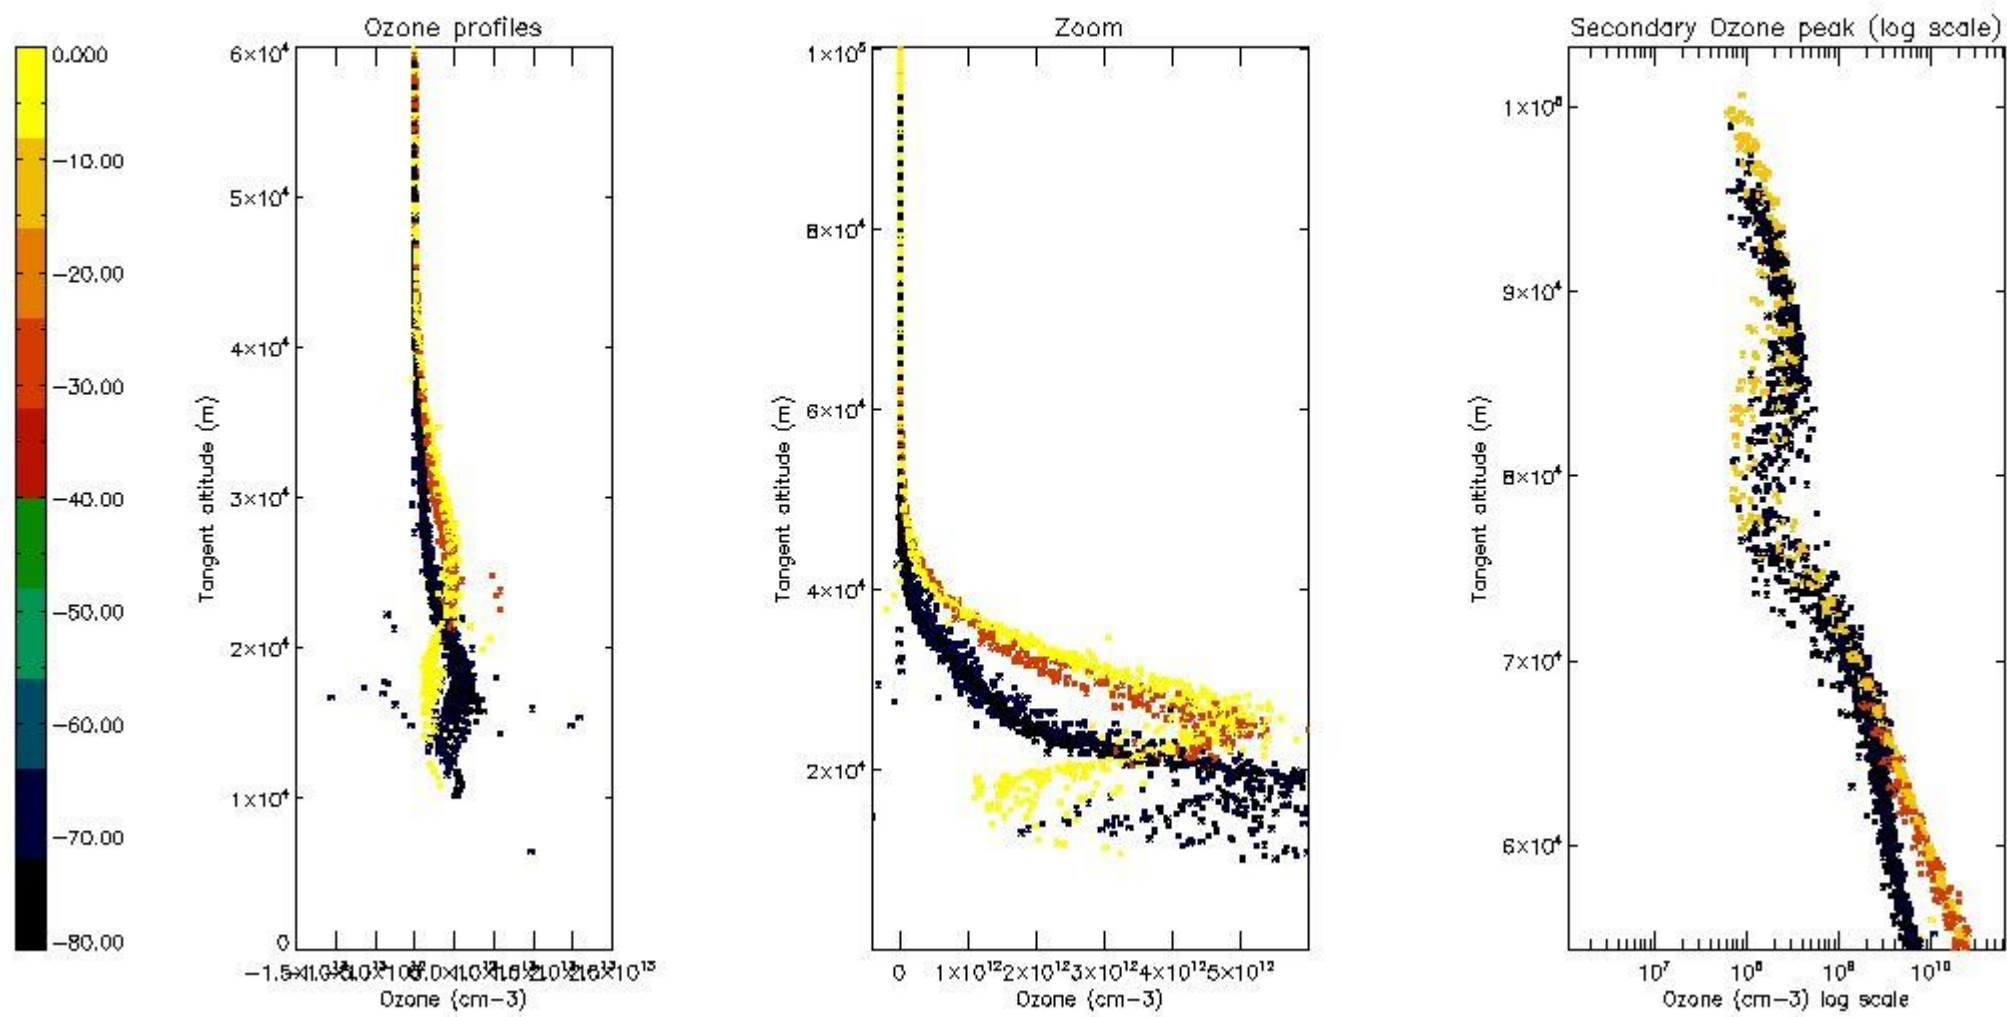 Ozone profiles
Zoom
Secondary Ozone peak (log scale)
0.000
−10.00
−20.00
−30.00
−40.00
−50.00
−60.00
−70.00
−80.00
6×10⁴
5×10⁴
4×10⁴
3×10⁴
2×10⁴
1×10⁴
0
Tangent altitude (m)
Ozone (cm−3)
1×10⁵
8×10⁴
6×10⁴
4×10⁴
2×10⁴
Tangent altitude (m)
0 1×10¹² 2×10¹² 3×10¹² 4×10¹² 5×10¹²
Ozone (cm−3)
1×10⁵
9×10⁴
8×10⁴
7×10⁴
6×10⁴
Tangent altitude (m)
10⁷ 10⁸ 10⁹ 10¹⁰
Ozone (cm−3) log scale